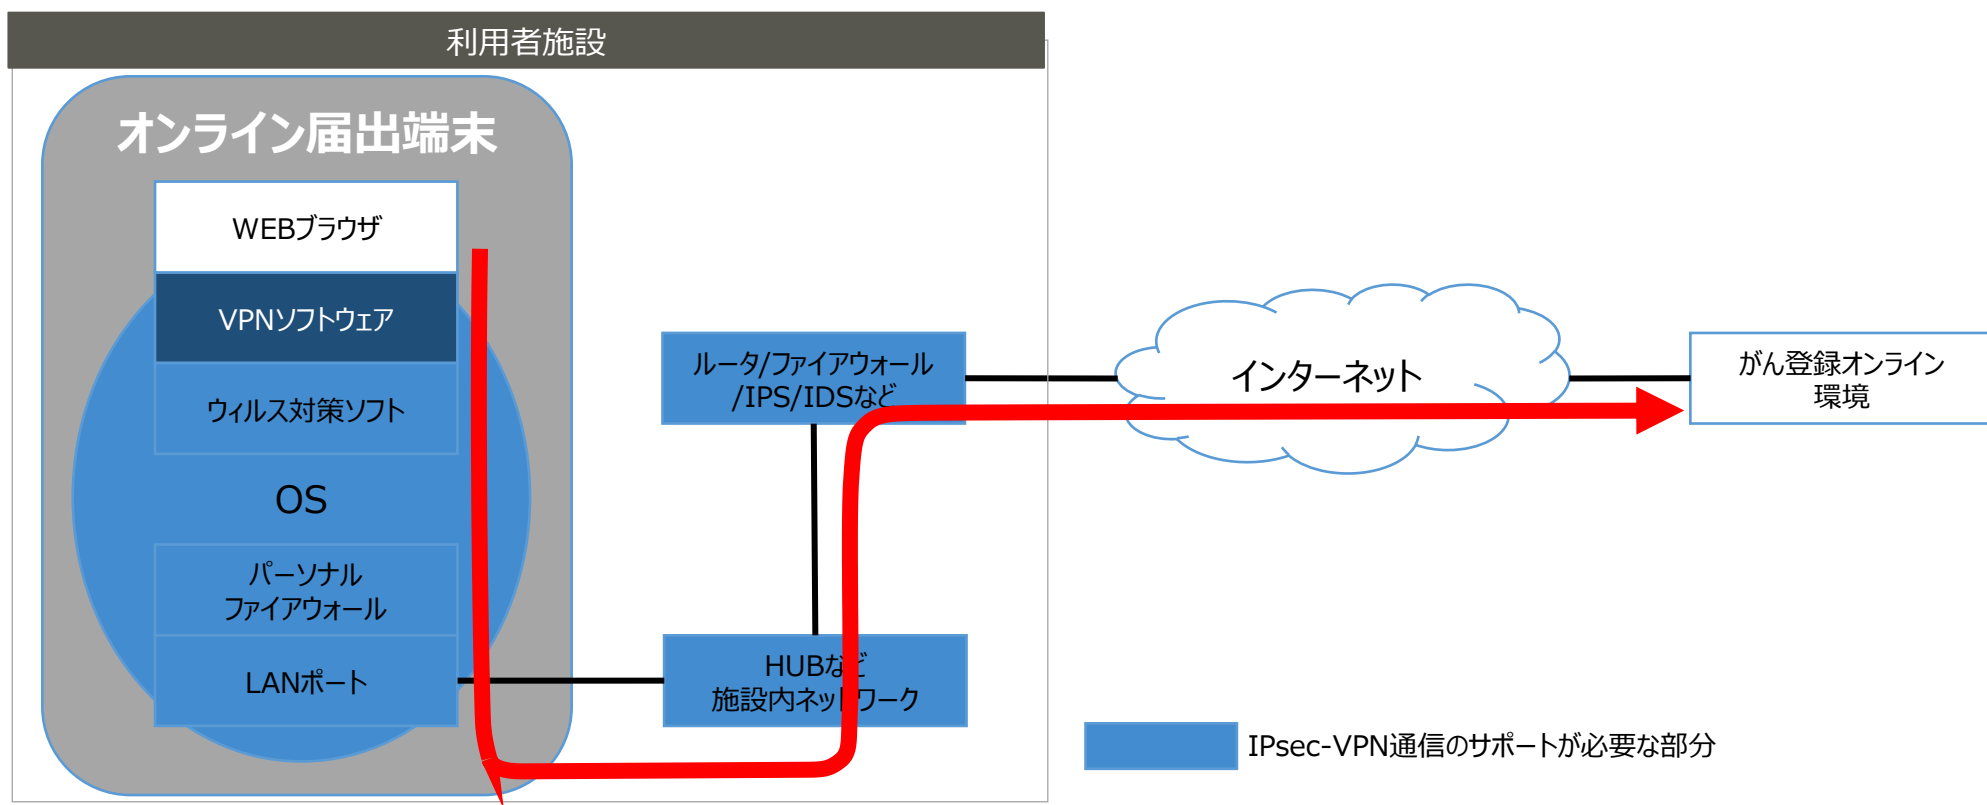 利用者施設
オンライン届出端末
WEBブラウザ
VPNソフトウェア
ウィルス対策ソフト
OS
パーソナル
ファイアウォール
LANポート
ルータ/ファイアウォール
/IPS/IDSなど
HUBなど
施設内ネットワーク
インターネット
がん登録オンライン
環境
IPsec-VPN通信のサポートが必要な部分